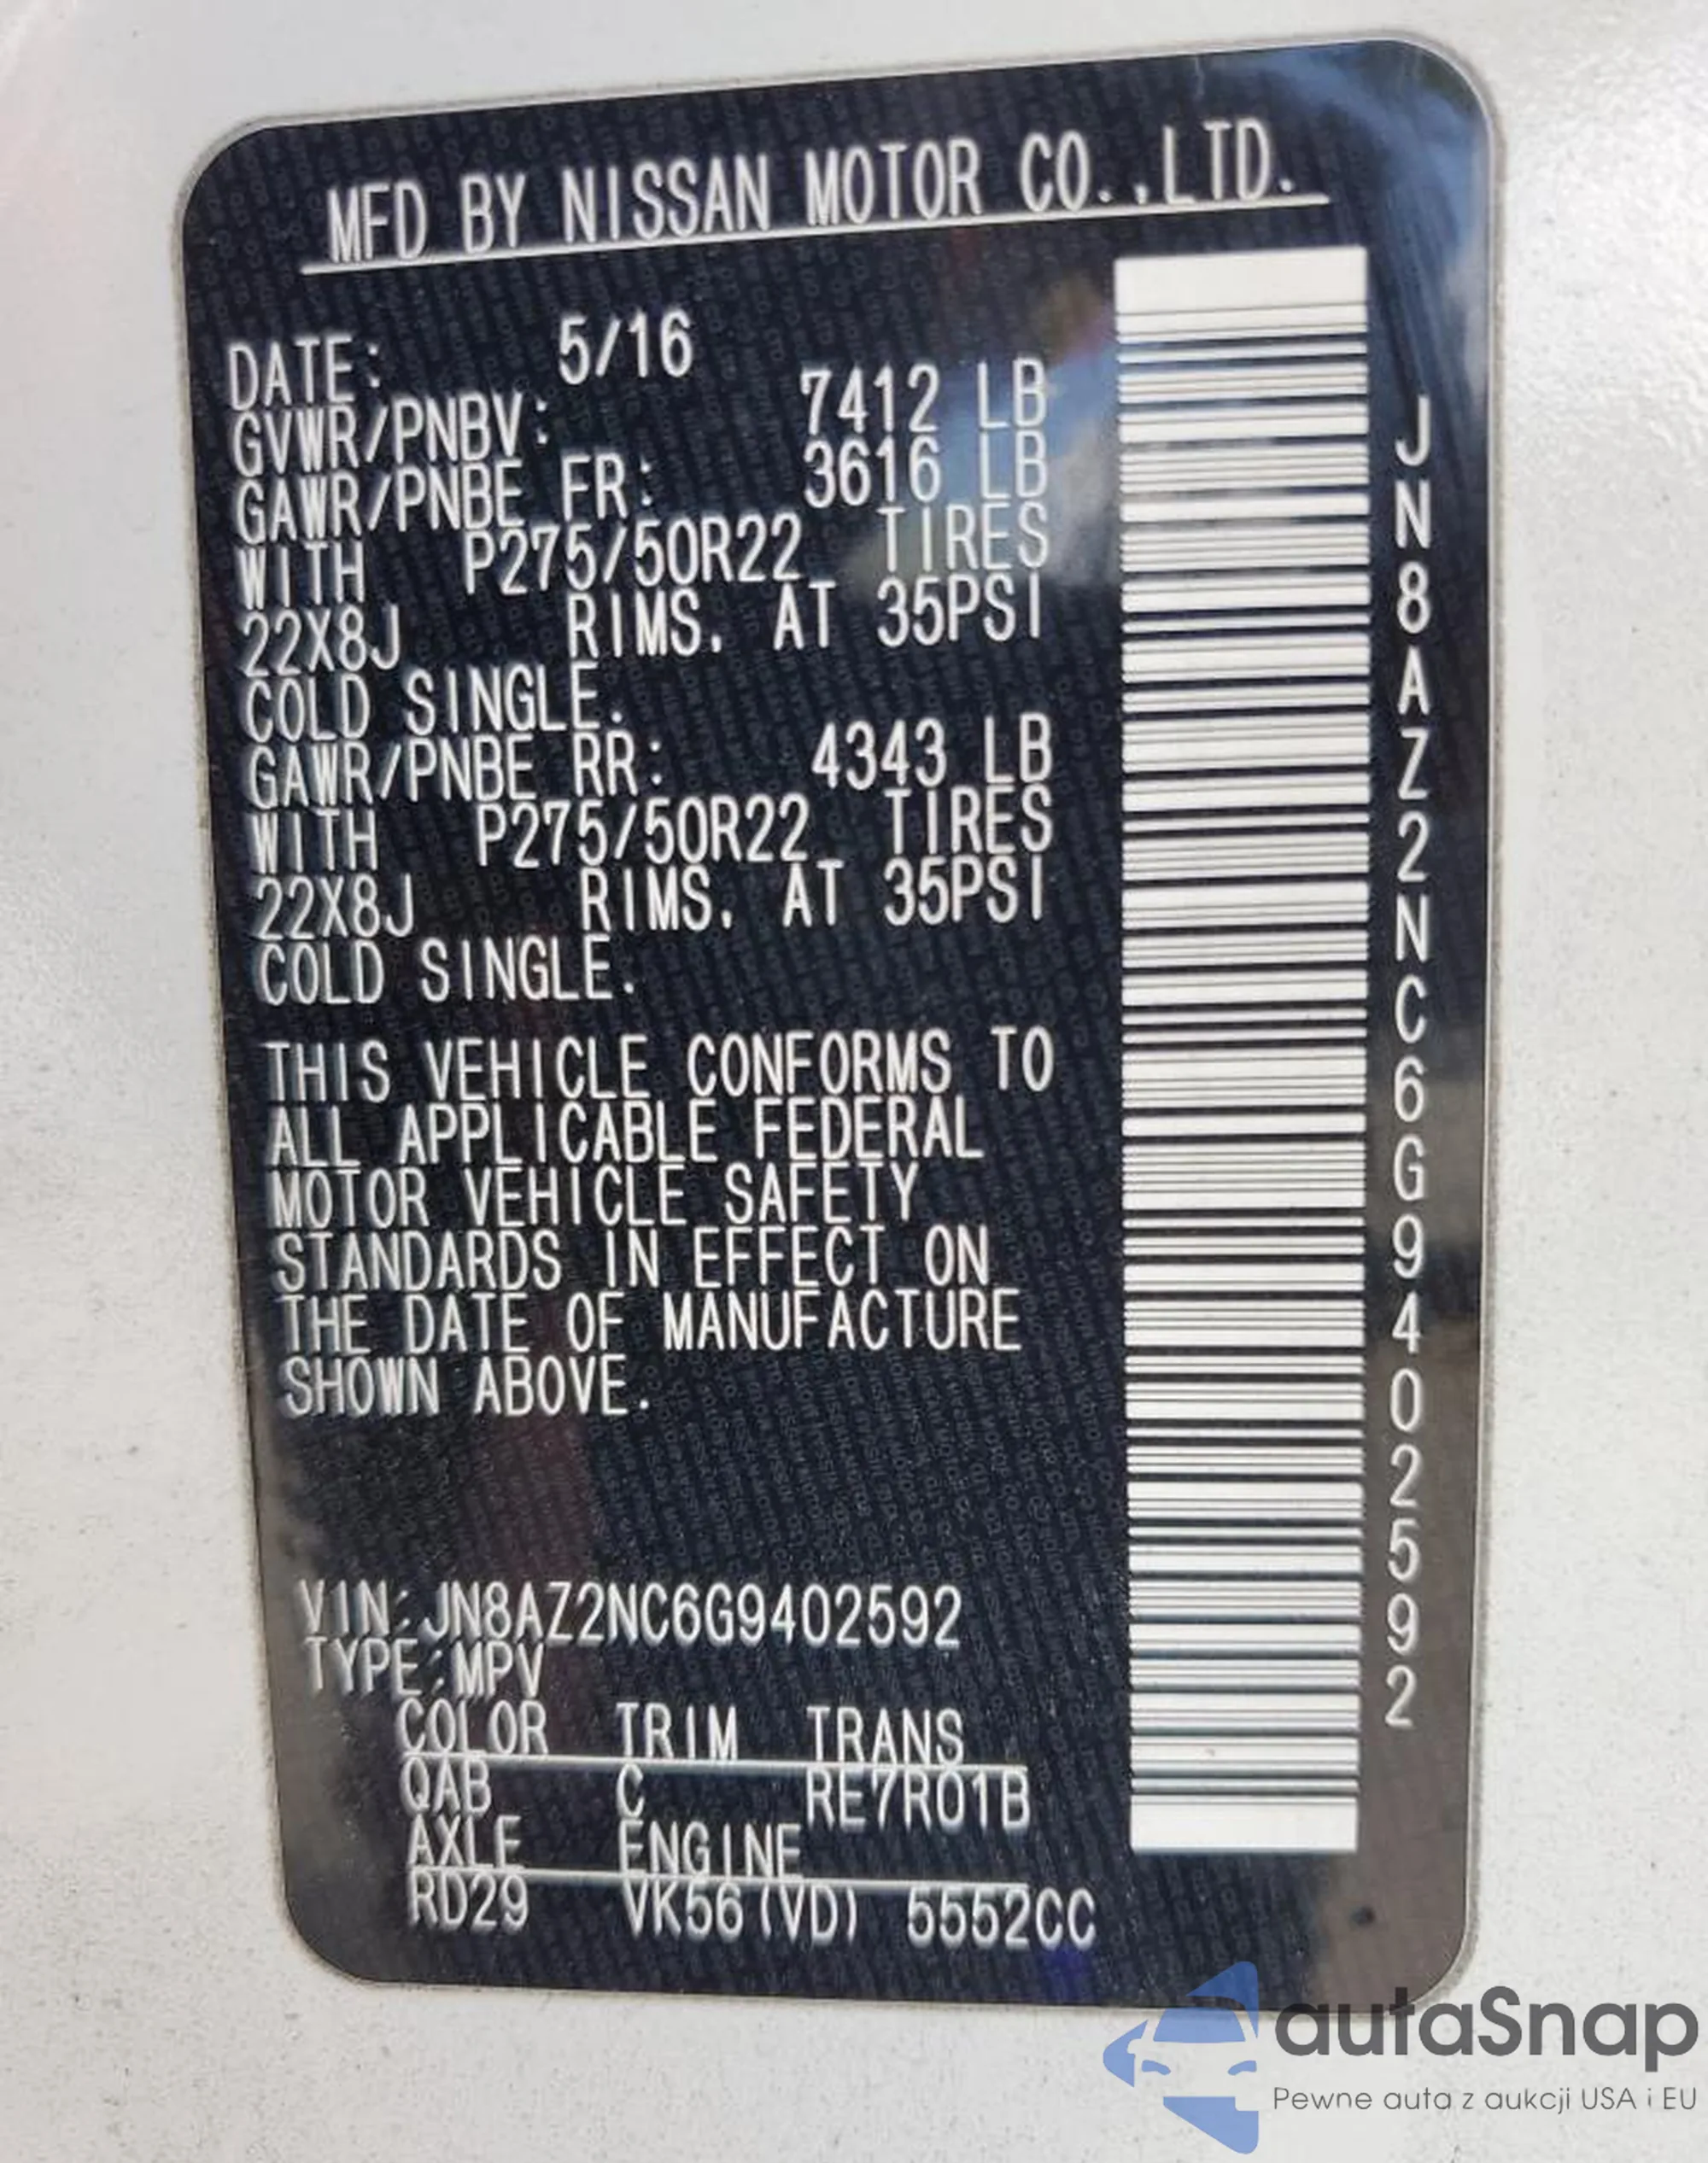 MFD BY NISSAN MOTOR CO.,LTD.
DATE: 5/16
GVWR/PNBV: 7412 LB
GAWR/PNBE FR: 3616 LB
WITH P275/50R22 TIRES
22X8J RIMS. AT 35PSI
COLD SINGLE.
GAWR/PNBE RR: 4343 LB
WITH P275/50R22 TIRES
22X8J RIMS. AT 35PSI
COLD SINGLE.
THIS VEHICLE CONFORMS TO
ALL APPLICABLE FEDERAL
MOTOR VEHICLE SAFETY
STANDARDS IN EFFECT ON
THE DATE OF MANUFACTURE
SHOWN ABOVE.
VIN:JN8AZ2NC6G9402592
TYPE:MPV
COLOR TRIM TRANS
QAB C RE7R01B
AXLE ENGINE
RD29 VK56(VD) 5552CC
JN8AZ2NC6G9402592
autaSnap
Pewne auta z aukcji USA i EU